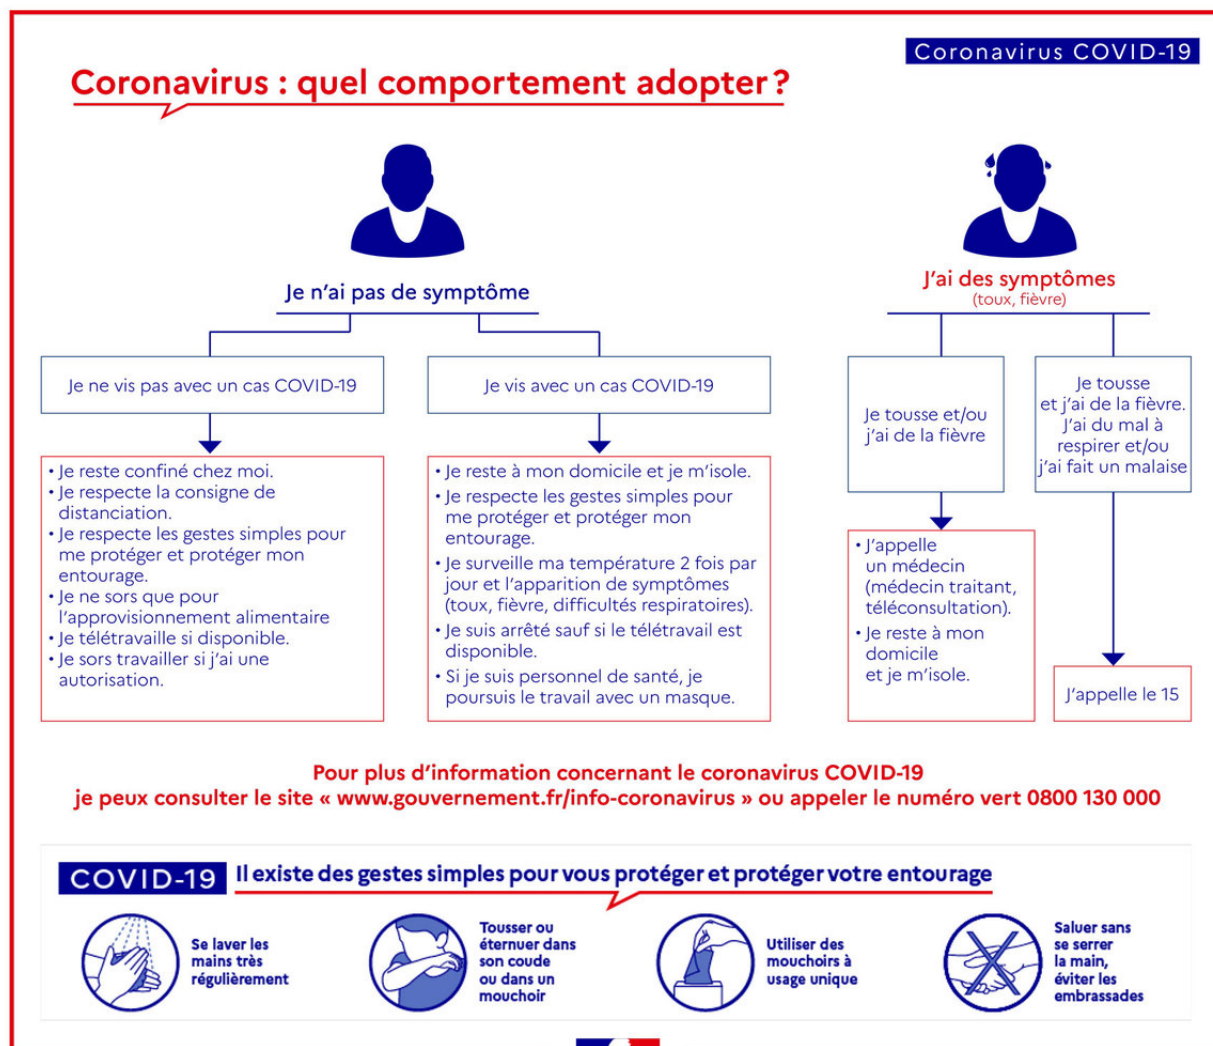 Coronavirus COVID-19
Coronavirus : quel comportement adopter ?
Je n'ai pas de symptôme
J'ai des symptômes
(toux, fièvre)
Je ne vis pas avec un cas COVID-19
Je vis avec un cas COVID-19
Je tousse et/ou
j'ai de la fièvre
Je tousse
et j'ai de la fièvre.
J'ai du mal à
respirer et/ou
j'ai fait un malaise
• Je reste confiné chez moi.
• Je respecte la consigne de
distanciation.
• Je respecte les gestes simples pour
me protéger et protéger mon
entourage.
• Je ne sors que pour
l'approvisionnement alimentaire
• Je télétravaille si disponible.
• Je sors travailler si j'ai une
autorisation.
• Je reste à mon domicile et je m'isole.
• Je respecte les gestes simples pour
me protéger et protéger mon
entourage.
• Je surveille ma température 2 fois par
jour et l'apparition de symptômes
(toux, fièvre, difficultés respiratoires).
• Je suis arrêté sauf si le télétravail est
disponible.
• Si je suis personnel de santé, je
poursuis le travail avec un masque.
• J'appelle
un médecin
(médecin traitant,
téléconsultation).
• Je reste à mon
domicile
et je m'isole.
J'appelle le 15
Pour plus d'information concernant le coronavirus COVID-19
je peux consulter le site « www.gouvernement.fr/info-coronavirus » ou appeler le numéro vert 0800 130 000
COVID-19 Il existe des gestes simples pour vous protéger et protéger votre entourage
Se laver les
mains très
régulièrement
Tousser ou
éternuer dans
son coude
ou dans un
mouchoir
Utiliser des
mouchoirs à
usage unique
Saluer sans
se serrer
la main,
éviter les
embrassades